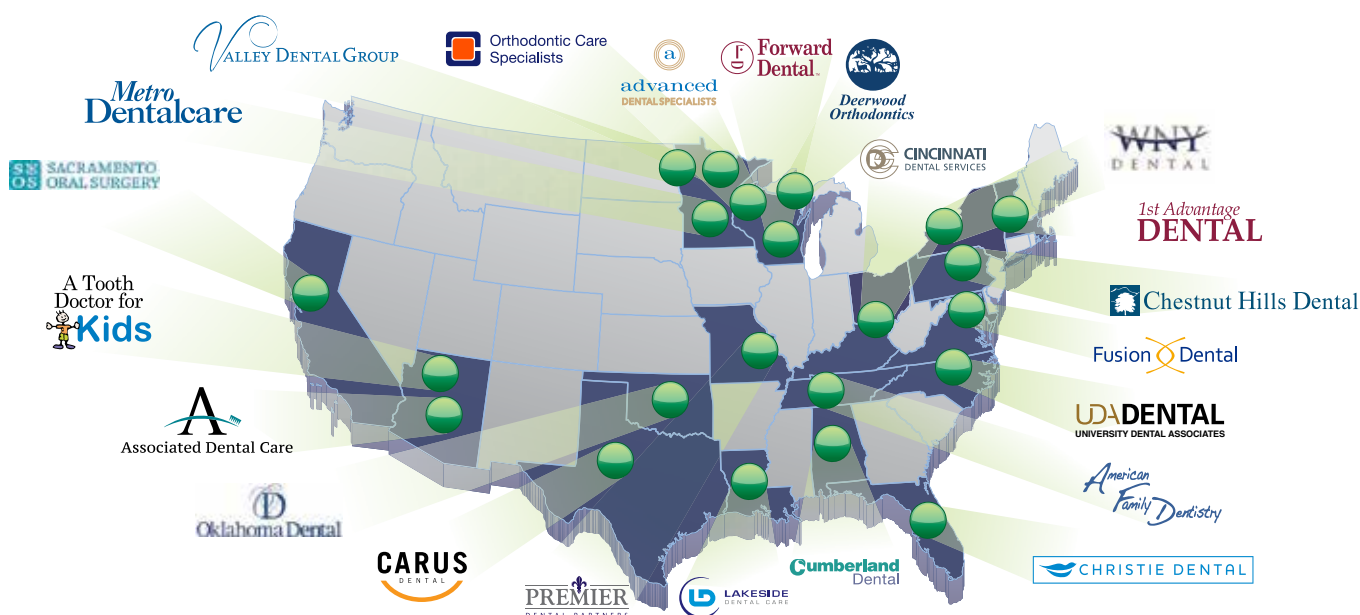 VALLEY DENTAL GROUP
Orthodontic Care
Specialists
a
advanced
DENTAL SPECIALISTS
Forward
Dental
Deerwood
Orthodontics
Metro
Dentalcare
CINCINNATI
DENTAL SERVICES
WNY
DENTAL
SACRAMENTO
ORAL SURGERY
1st Advantage
DENTAL
A Tooth
Doctor for
Kids
Chestnut Hills Dental
Fusion Dental
A
Associated Dental Care
UDADENTAL
UNIVERSITY DENTAL ASSOCIATES
American
Family
Dentistry
Oklahoma Dental
CARUS
DENTAL
PREMIER
DENTAL PARTNERS
LD LAKESIDE
DENTAL CARE
Cumberland
Dental
CHRISTIE DENTAL